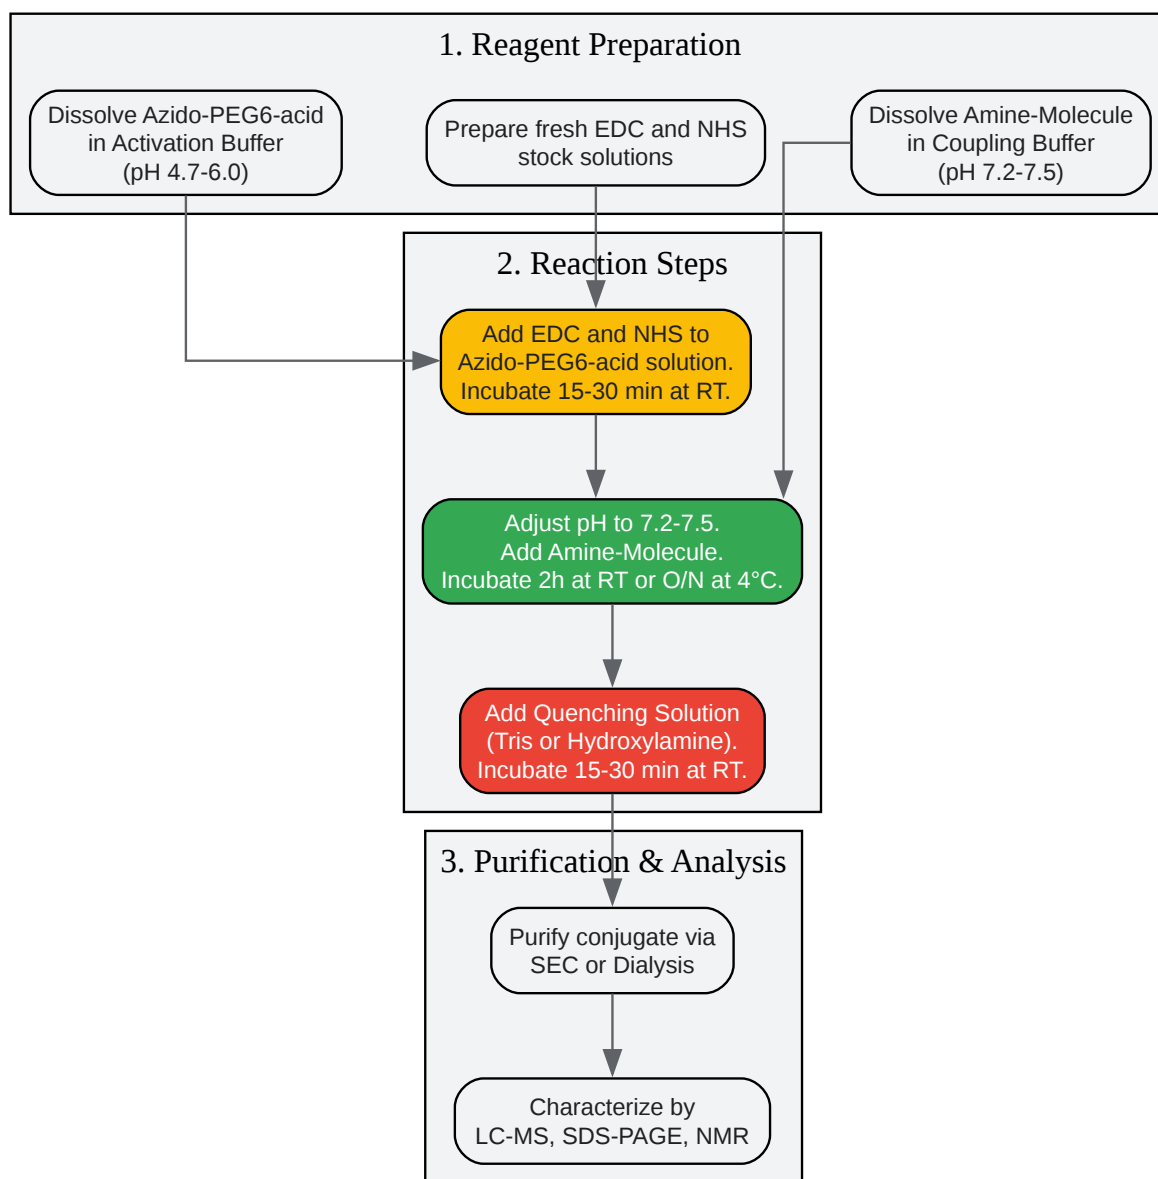 1. Reagent Preparation
Dissolve Azido-PEG6-acid
in Activation Buffer
(pH 4.7-6.0)
Prepare fresh EDC and NHS
stock solutions
Dissolve Amine-Molecule
in Coupling Buffer
(pH 7.2-7.5)
2. Reaction Steps
Add EDC and NHS to
Azido-PEG6-acid solution.
Incubate 15-30 min at RT.
Adjust pH to 7.2-7.5.
Add Amine-Molecule.
Incubate 2h at RT or O/N at 4°C.
Add Quenching Solution
(Tris or Hydroxylamine).
Incubate 15-30 min at RT.
3. Purification & Analysis
Purify conjugate via
SEC or Dialysis
Characterize by
LC-MS, SDS-PAGE, NMR